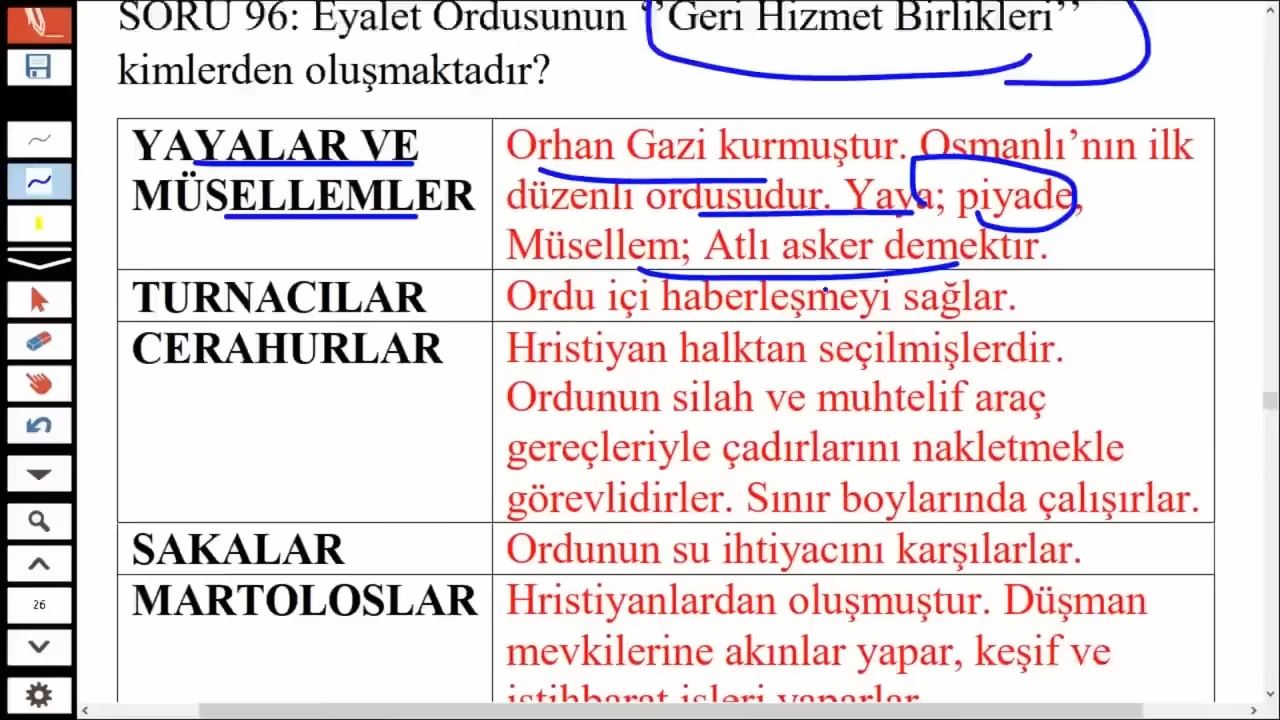 SORU 96: Eyalet Ordusunun ‘’Geri Hizmet Birlikleri’’
kimlerden oluşmaktadır?
YAYALAR VE
MÜSELLEMLER
Orhan Gazi kurmuştur. Osmanlı’nın ilk
düzenli ordusudur. Yaya; piyade,
Müsellem; Atlı asker demektir.
TURNACILAR
Ordu içi haberleşmeyi sağlar.
CERAHURLAR
Hristiyan halktan seçilmişlerdir.
Ordunun silah ve muhtelif araç
gereçleriyle çadırlarını nakletmekle
görevlidirler. Sınır boylarında çalışırlar.
SAKALAR
Ordunun su ihtiyacını karşılarlar.
MARTOLOSLAR
Hristiyanlardan oluşmuştur. Düşman
mevkilerine akınlar yapar, keşif ve
istihbarat işleri yaparlar.
26